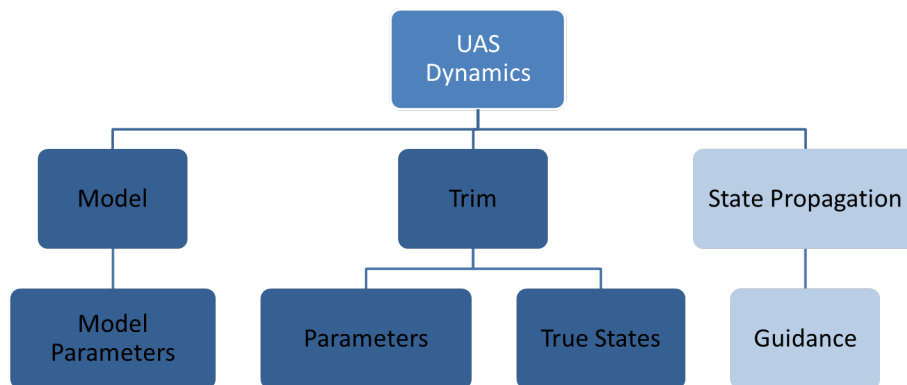 UAS
Dynamics
Model
Trim
State Propagation
Model
Parameters
Parameters
True States
Guidance